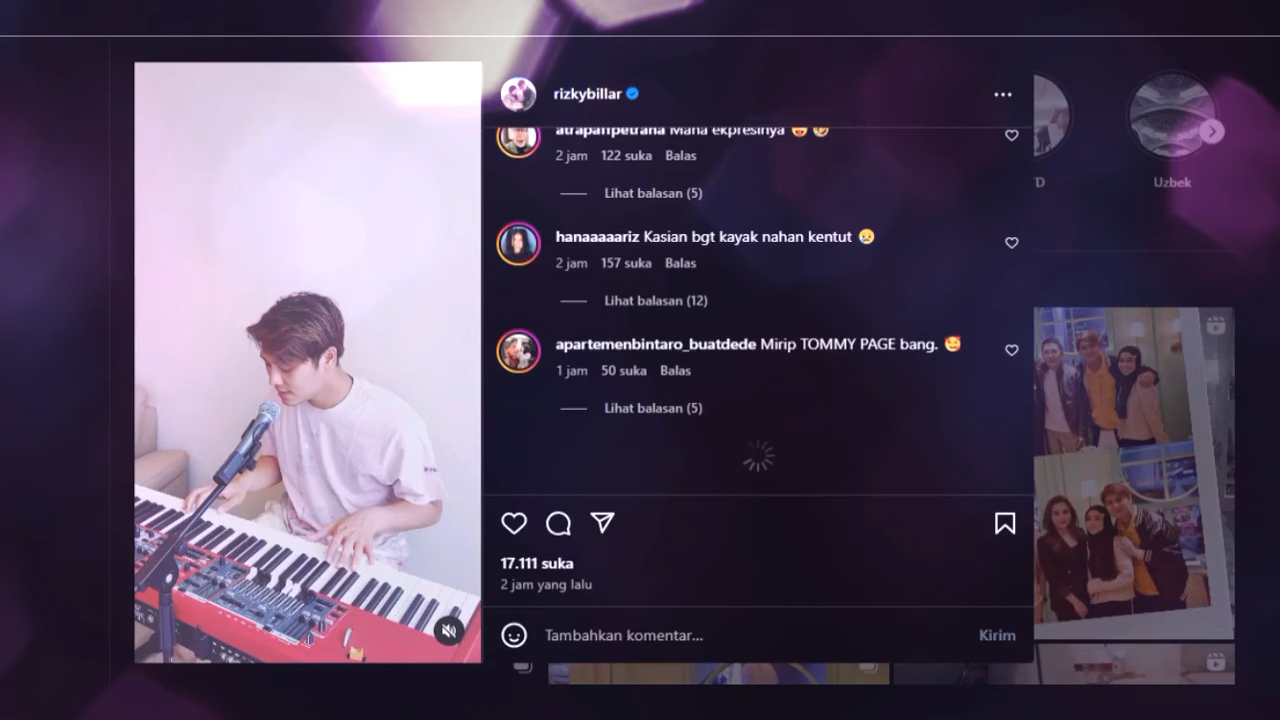 rizkybillar
atrapatipetrana Mana ekpresinya 😝 🤣
2 jam 122 suka Balas
Lihat balasan (5)
hanaaaaariz Kasian bgt kayak nahan kentut 😥
2 jam 157 suka Balas
Lihat balasan (12)
apartemenbintaro_buatdede Mirip TOMMY PAGE bang. 🥰
1 jam 50 suka Balas
Lihat balasan (5)
17.111 suka
2 jam yang lalu
Tambahkan komentar...
Kirim
Uzbek